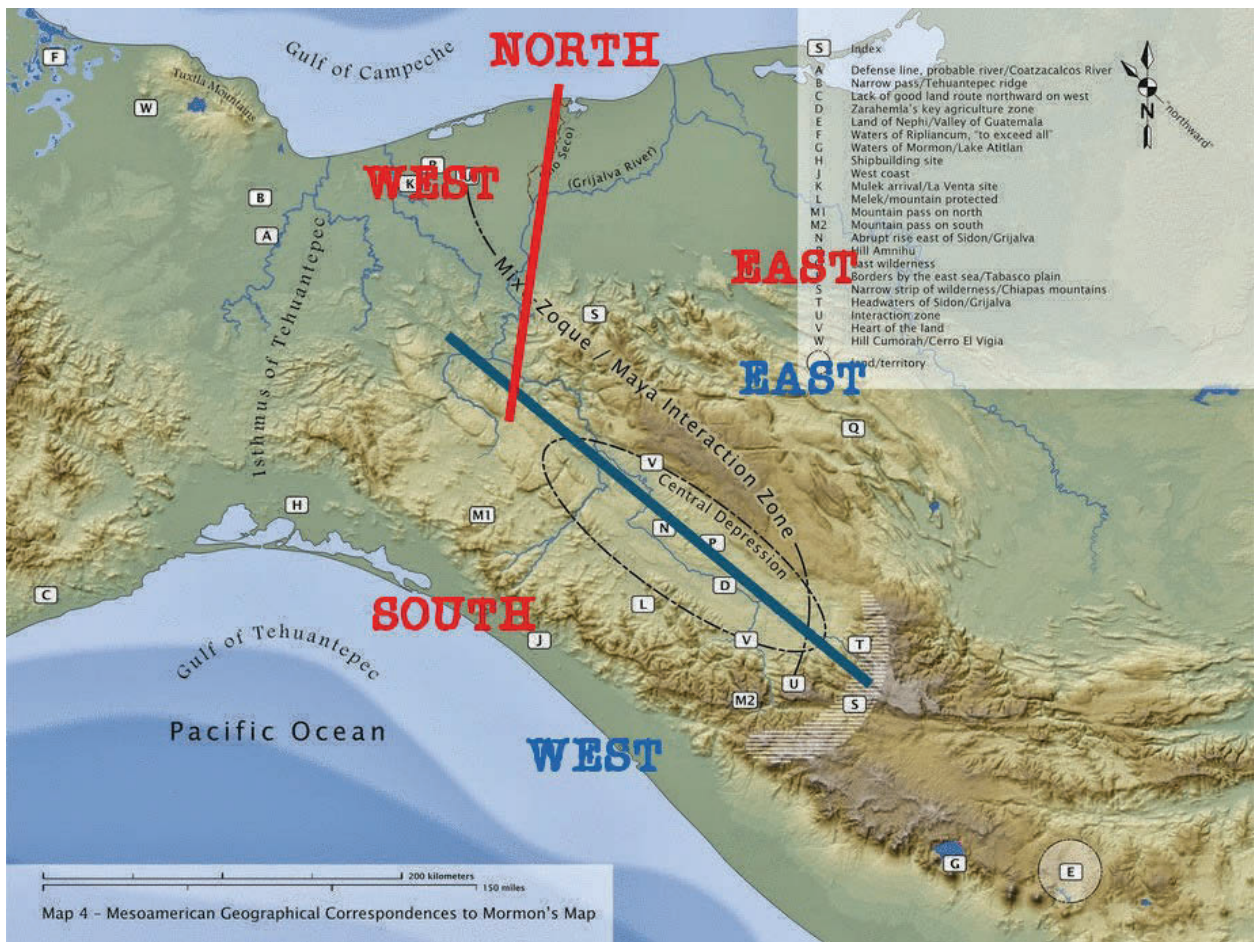 NORTH
Gulf of Campeche
F
Tuxtla Mountains
W
S Index
A Defense line, probable river/Coatzacalcos River
B Narrow pass/Tehuantepec ridge
C Lack of good land route northward on west
D Zarahemla's key agriculture zone
E Land of Nephi/Valley of Guatemala
F Waters of Ripliancum, "to exceed all"
G Waters of Mormon/Lake Atitlan
H Shipbuilding site
J West coast
K Mulek arrival/La Venta site
L Melek/mountain protected
M1 Mountain pass on north
M2 Mountain pass on south
N Abrupt rise east of Sidon/Grijalva
Hill Amnihu
East wilderness
Borders by the east sea/Tabasco plain
S Narrow strip of wilderness/Chiapas mountains
T Headwaters of Sidon/Grijalva
U Interaction zone
V Heart of the land
W Hill Cumorah/Cerro El Vigia
land/territory
N
"northward"
WEST
K
(Grijalva River)
B
A
Isthmus of Tehuantepec
EAST
S
Maya Interaction Zone
EAST
Q
V
Central Depression
H
M1
N
P
D
C
L
SOUTH
J
V
T
Gulf of Tehuantepec
U
M2
S
Pacific Ocean
WEST
G
E
200 kilometers
150 miles
Map 4 – Mesoamerican Geographical Correspondences to Mormon's Map